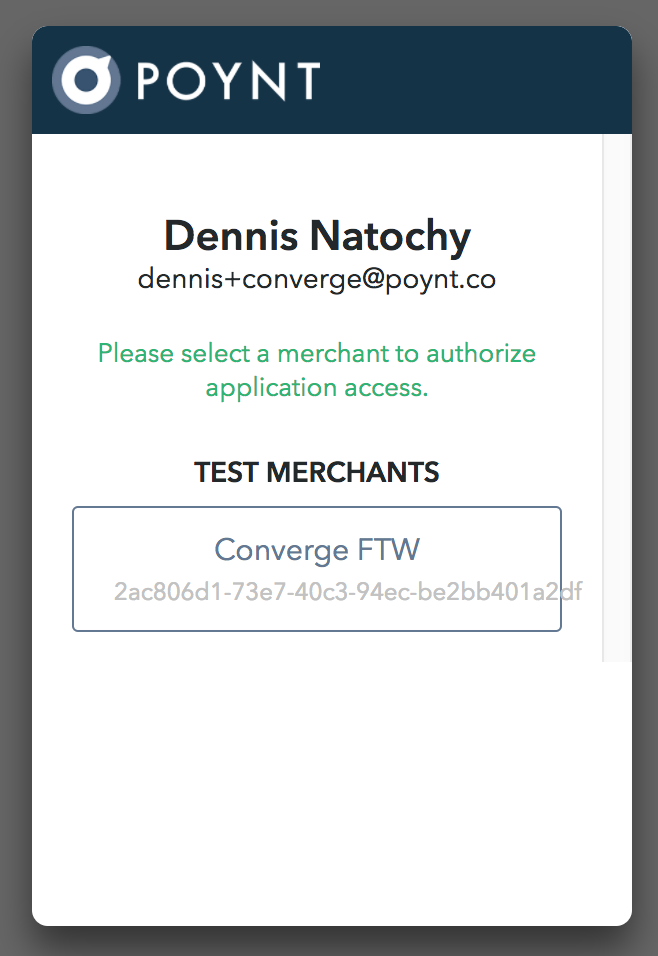 POYNT
Dennis Natochy
dennis+converge@poynt.co
Please select a merchant to authorize
application access.
TEST MERCHANTS
Converge FTW
2ac806d1-73e7-40c3-94ec-be2bb401a2df